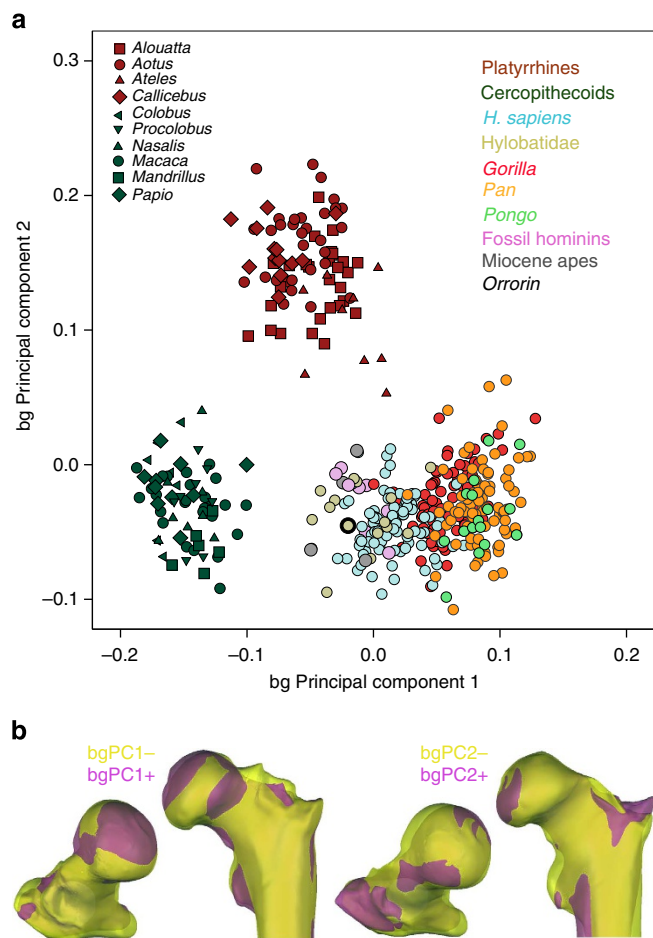 a
0.3
0.2
0.1
0.0
−0.1
bg Principal component 2
Alouatta
Aotus
Ateles
Callicebus
Colobus
Procolobus
Nasalis
Macaca
Mandrillus
Papio
Platyrrhines
Cercopithecoids
H. sapiens
Hylobatidae
Gorilla
Pan
Pongo
Fossil hominins
Miocene apes
Orrorin
−0.2 −0.1 0.0 0.1 0.2
bg Principal component 1
b
bgPC1−
bgPC1+
bgPC2−
bgPC2+